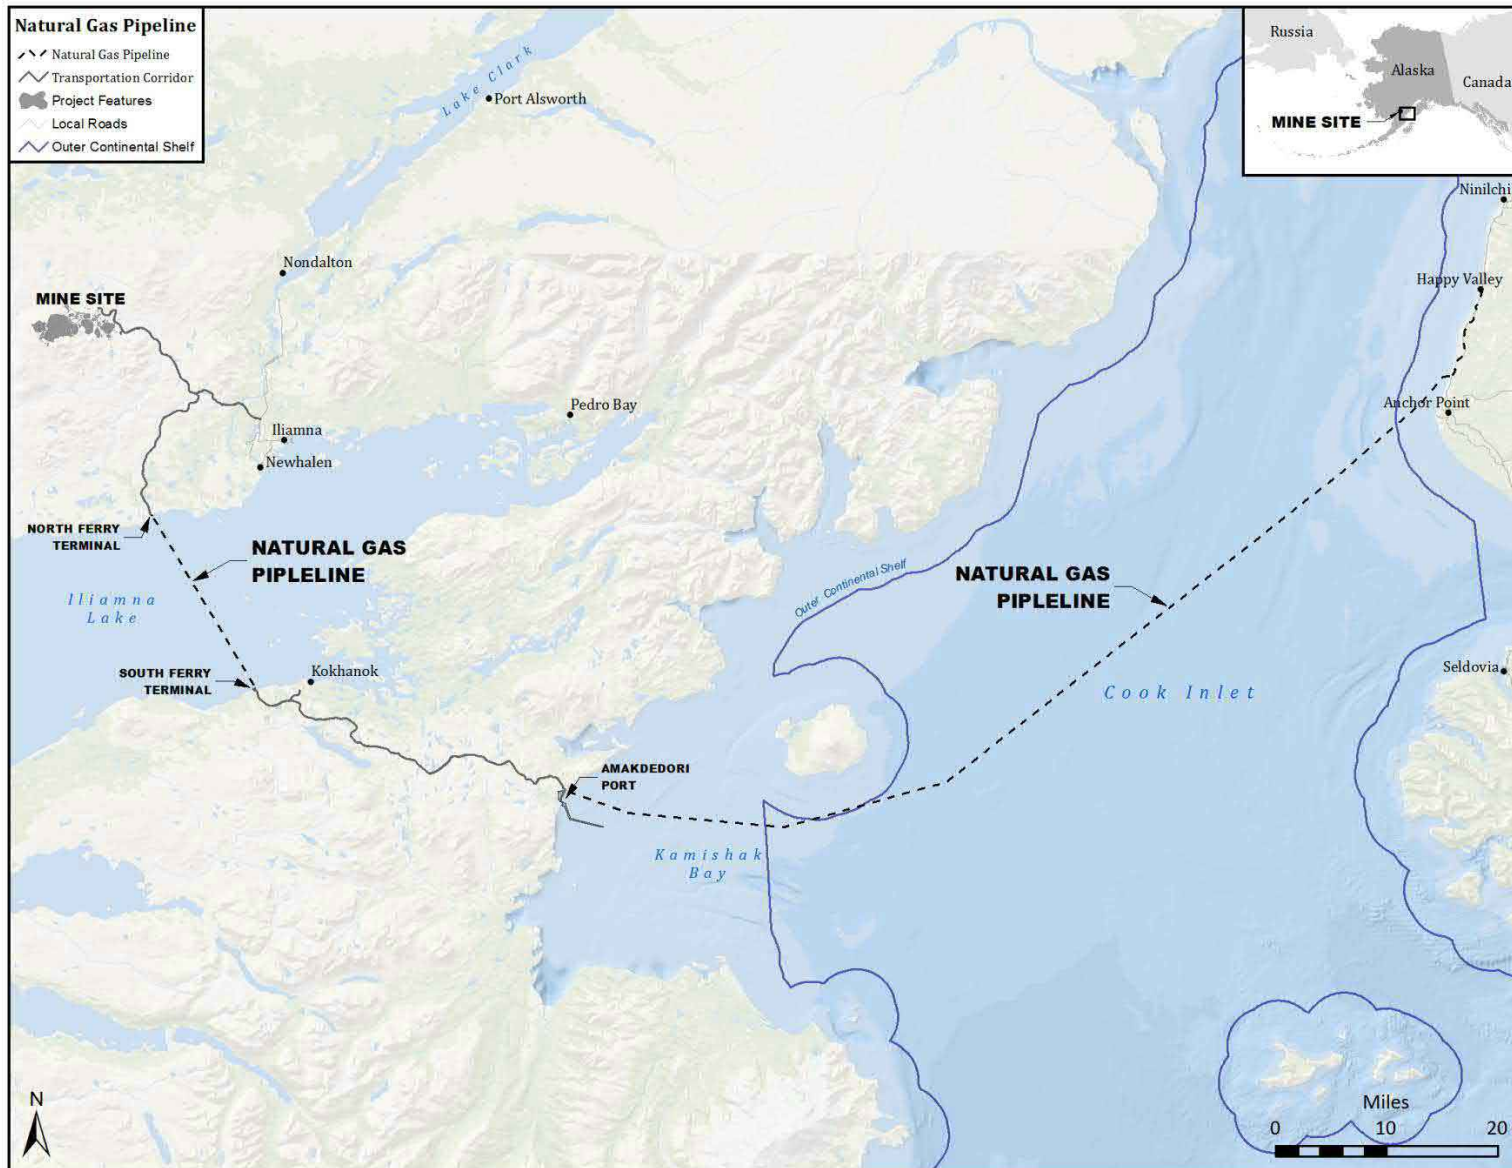 Natural Gas Pipeline
Natural Gas Pipeline
Transportation Corridor
Project Features
Local Roads
Outer Continental Shelf
Russia
Alaska
Canada
MINE SITE
Lake Clark
Port Alsworth
Ninilchi
Nondalton
Happy Valley
MINE SITE
Pedro Bay
Anchor Point
Iliamna
Newhalen
NORTH FERRY
TERMINAL
NATURAL GAS
PIPLELINE
Outer Continental Shelf
NATURAL GAS
PIPLELINE
Iliamna
Lake
SOUTH FERRY
TERMINAL
Kokhanok
Seldovia
Cook Inlet
AMAKDEDORI
PORT
Kamishak
Bay
N
Miles
0 10 20